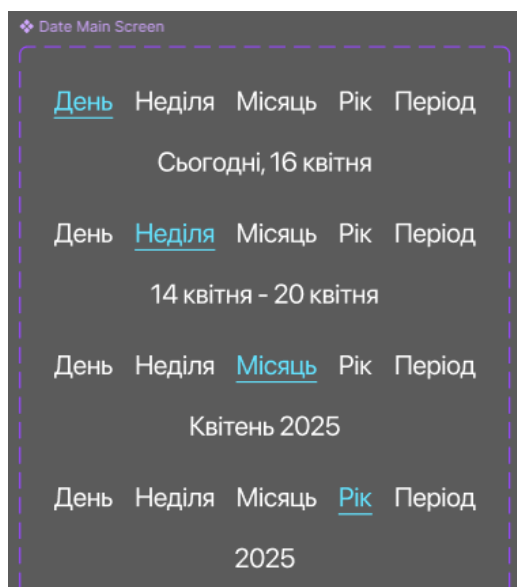 Date Main Screen
День Неділя Місяць Рік Період
Сьогодні, 16 квітня
День Неділя Місяць Рік Період
14 квітня - 20 квітня
День Неділя Місяць Рік Період
Квітень 2025
День Неділя Місяць Рік Період
2025